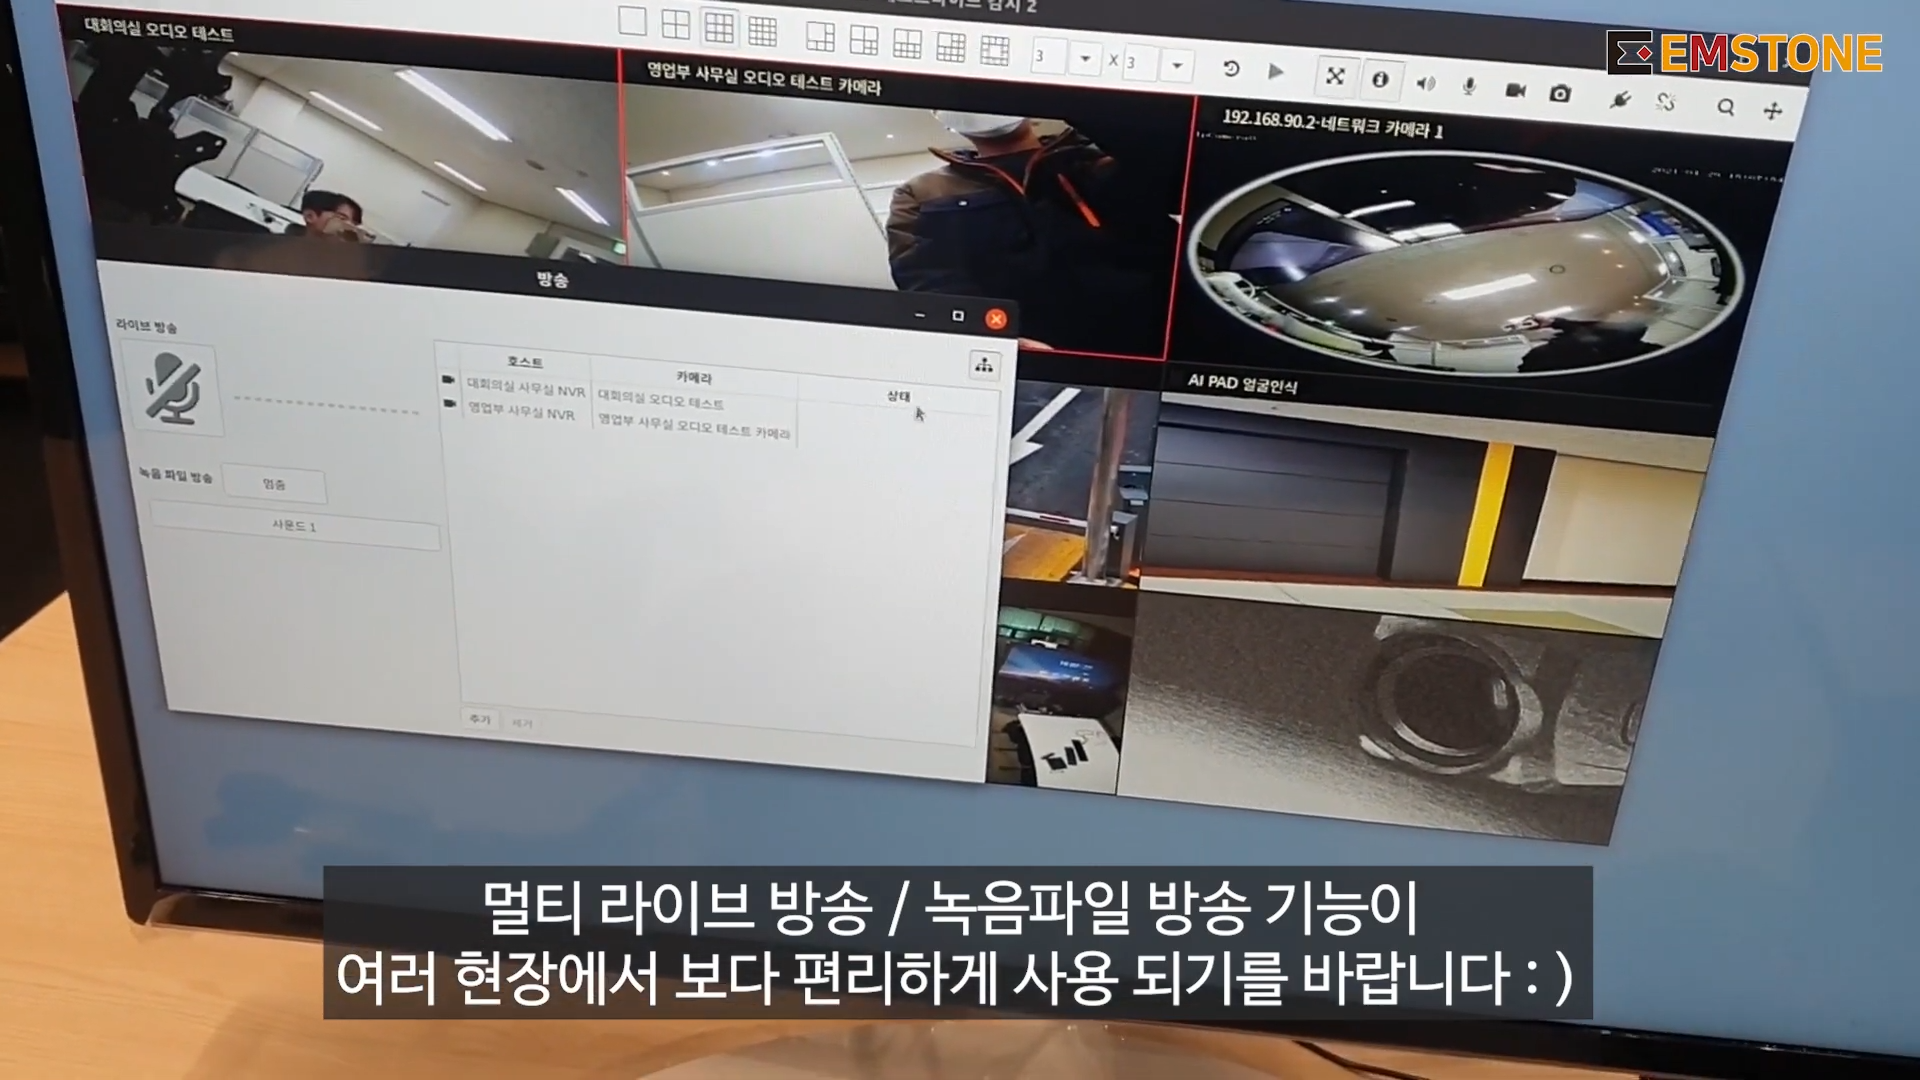 EMSTONE
감시 2
대회의실 오디오 테스트
3 X 3
영업부 사무실 오디오 테스트 카메라
192.168.90.2-네트워크 카메라 1
방송
라이브 방송
호스트 카메라 상태
대회의실 사무실 NVR 대회의실 오디오 테스트
영업부 사무실 NVR 영업부 사무실 오디오 테스트 카메라
AI PAD 얼굴인식
녹음 파일 방송 멈춤
사운드 1
추가 제거
멀티 라이브 방송 / 녹음파일 방송 기능이
여러 현장에서 보다 편리하게 사용 되기를 바랍니다 : )